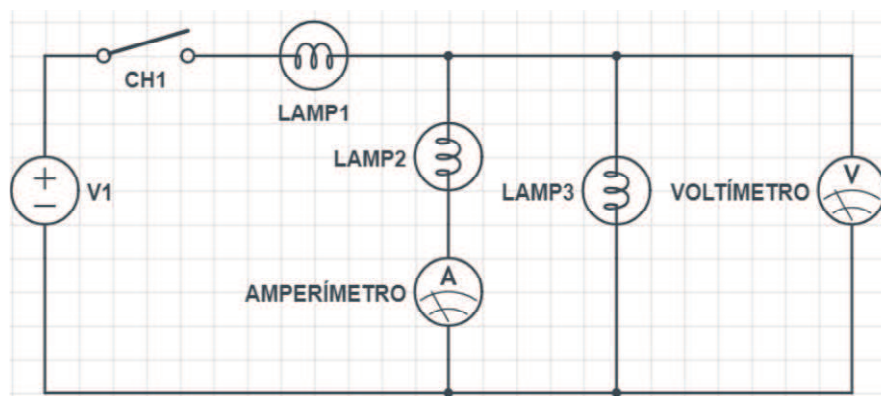 CH1
LAMP1
LAMP2
V1
LAMP3
VOLTÍMETRO
V
AMPERÍMETRO
A